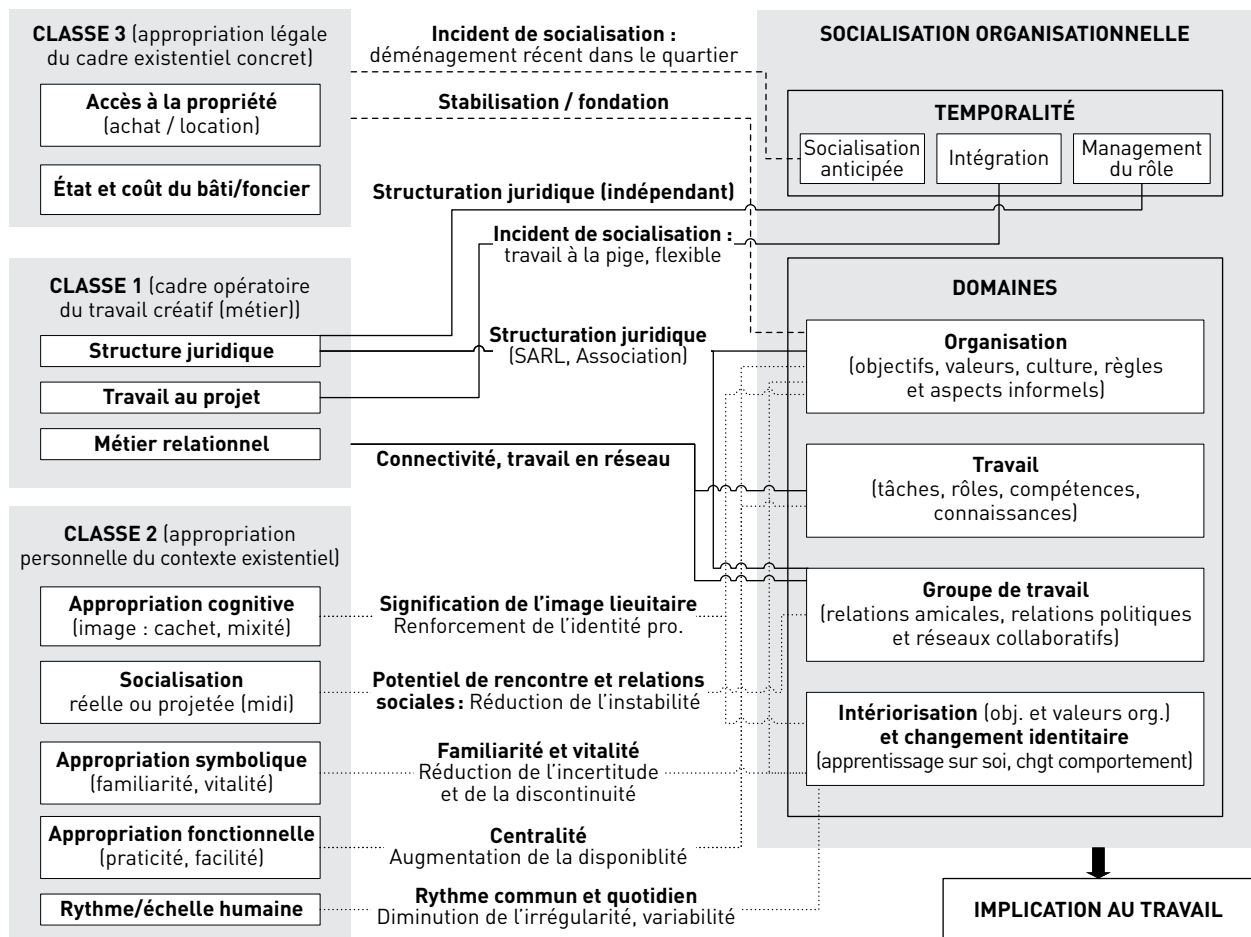 CLASSE 3 (appropriation légale
du cadre existentiel concret)
Accès à la propriété
(achat / location)
État et coût du bâti/foncier
CLASSE 1 (cadre opératoire
du travail créatif (métier))
Structure juridique
Travail au projet
Métier relationnel
CLASSE 2 (appropriation
personnelle du contexte existentiel)
Appropriation cognitive
(image : cachet, mixité)
Socialisation
réelle ou projetée (midi)
Appropriation symbolique
(familiarité, vitalité)
Appropriation fonctionnelle
(praticité, facilité)
Rythme/échelle humaine
Incident de socialisation :
déménagement récent dans le quartier
Stabilisation / fondation
Structuration juridique (indépendant)
Incident de socialisation :
travail à la pige, flexible
Structuration juridique
(SARL, Association)
Connectivité, travail en réseau
Signification de l'image lieuitaire
Renforcement de l'identité pro.
Potentiel de rencontre et relations
sociales : Réduction de l'instabilité
Familiarité et vitalité
Réduction de l'incertitude
et de la discontinuité
Centralité
Augmentation de la disponiblité
Rythme commun et quotidien
Diminution de l'irrégularité, variabilité
SOCIALISATION ORGANISATIONNELLE
TEMPORALITÉ
Socialisation
anticipée
Intégration
Management
du rôle
DOMAINES
Organisation
(objectifs, valeurs, culture, règles
et aspects informels)
Travail
(tâches, rôles, compétences,
connaissances)
Groupe de travail
(relations amicales, relations politiques
et réseaux collaboratifs)
Intériorisation (obj. et valeurs org.)
et changement identitaire
(apprentissage sur soi, chgt comportement)
IMPLICATION AU TRAVAIL